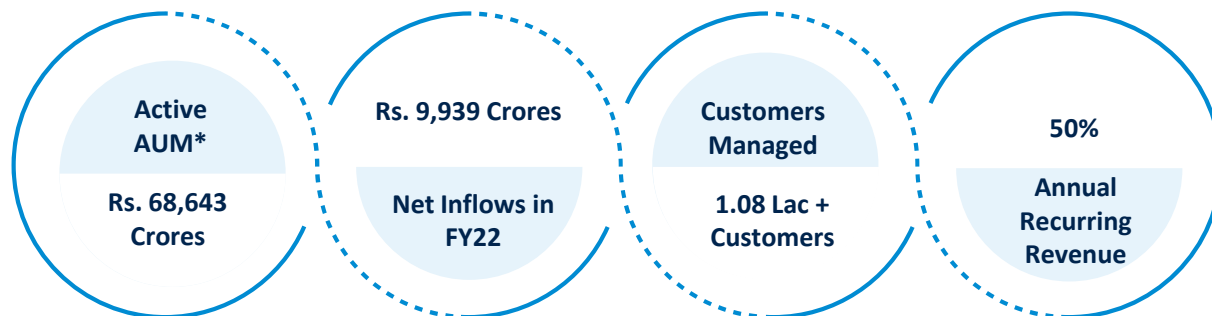 Active
AUM*
Rs. 68,643
Crores
Rs. 9,939 Crores
Net Inflows in
FY22
Customers
Managed
1.08 Lac +
Customers
50%
Annual
Recurring
Revenue